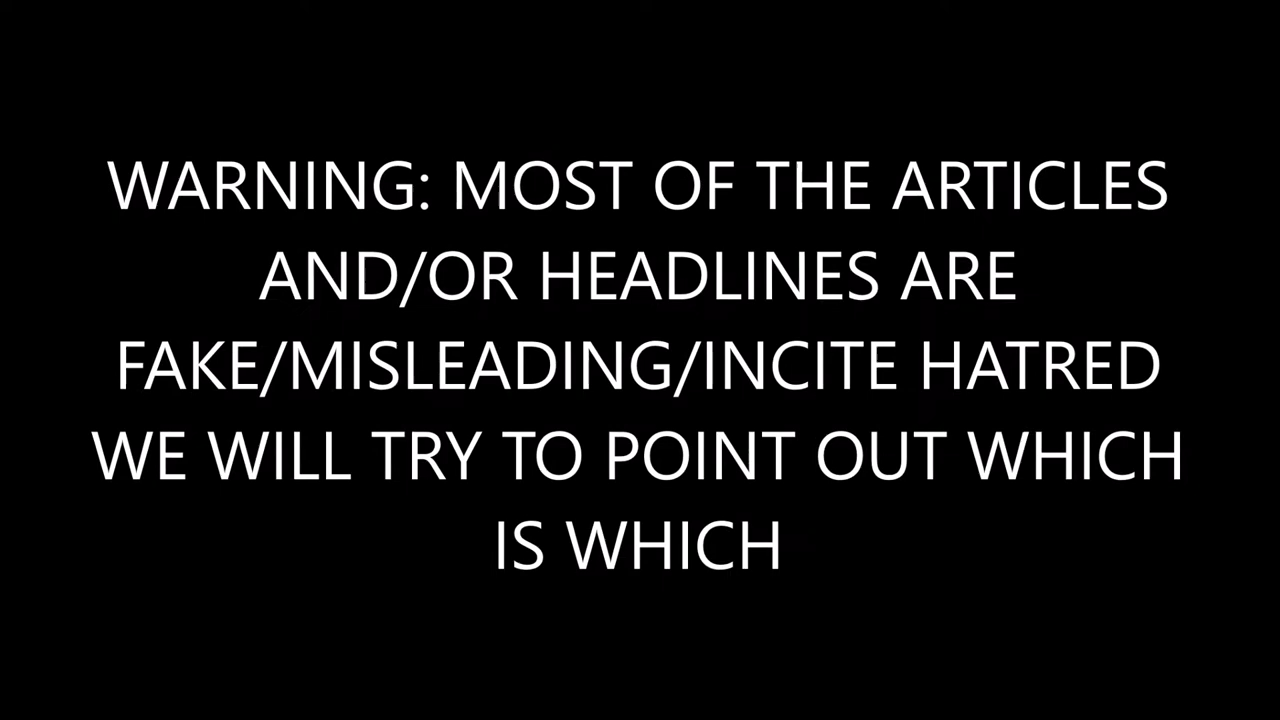 WARNING: MOST OF THE ARTICLES
AND/OR HEADLINES ARE
FAKE/MISLEADING/INCITE HATRED
WE WILL TRY TO POINT OUT WHICH
IS WHICH